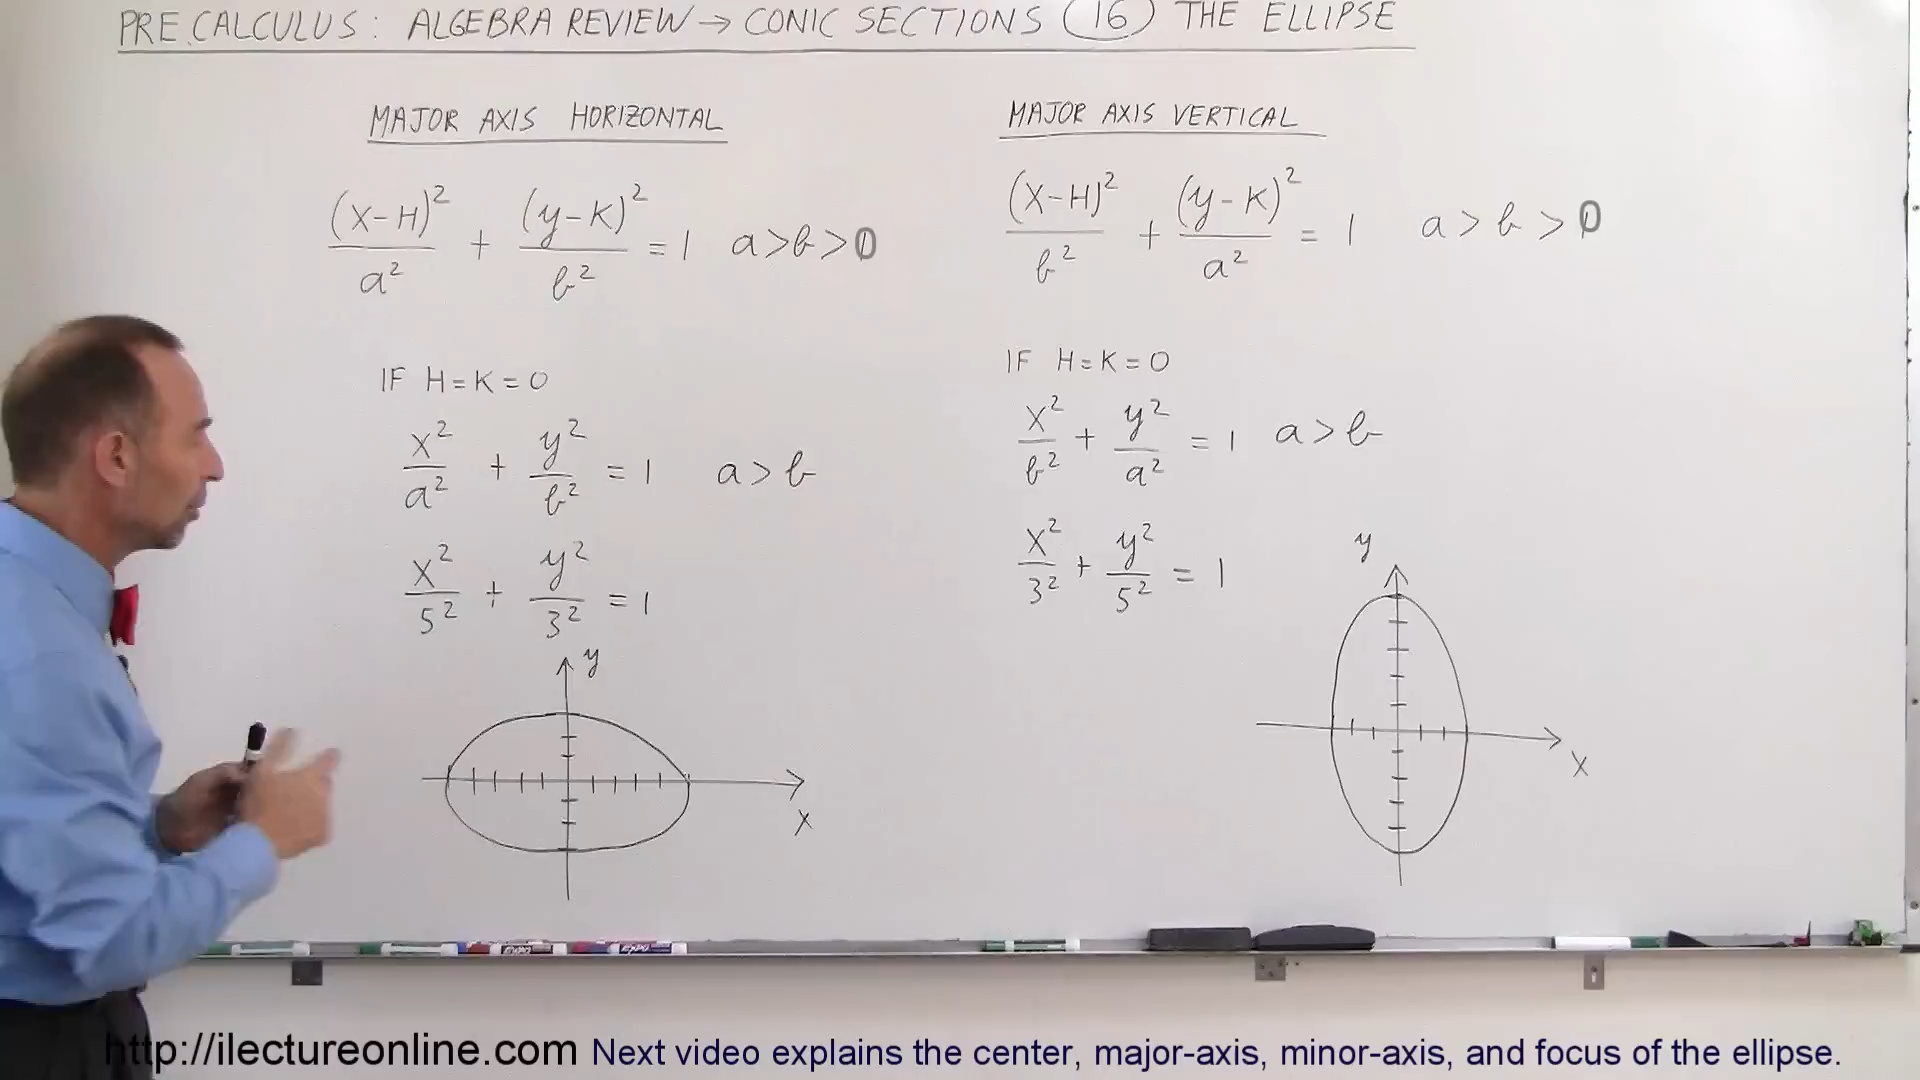 PRE CALCULUS: ALGEBRA REVIEW → CONIC SECTIONS (16) THE ELLIPSE
MAJOR AXIS HORIZONTAL
(X-H)²/a² + (y-K)²/b² = 1 a>b>0
IF H=K=0
x²/a² + y²/b² = 1 a>b
x²/5² + y²/3² = 1
y
x
MAJOR AXIS VERTICAL
(X-H)²/b² + (y-K)²/a² = 1 a>b>0
IF H=K=0
x²/b² + y²/a² = 1 a>b
x²/3² + y²/5² = 1
y
x
EXPO EXPO
http://ilectureonline.com Next video explains the center, major-axis, minor-axis, and focus of the ellipse.